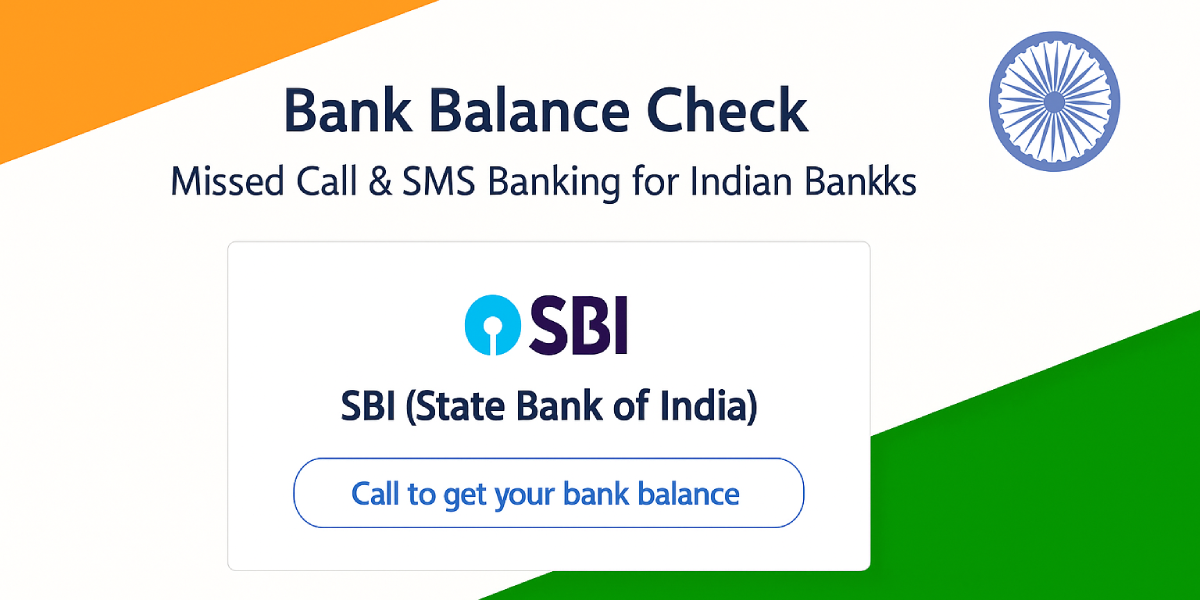 Bank Balance Check
Missed Call & SMS Banking for Indian Bankks
SBI
SBI (State Bank of India)
Call to get your bank balance